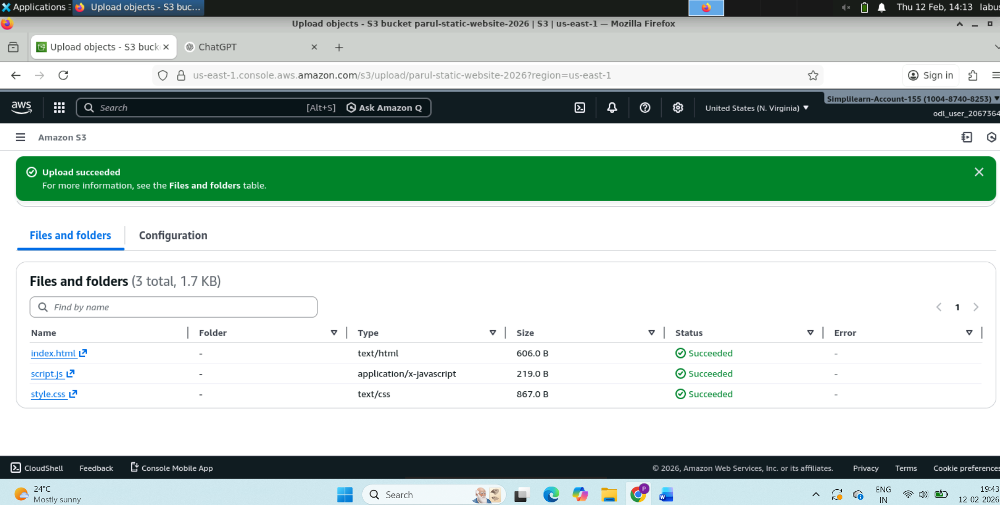 Applications
Upload objects - S3 buc...
Thu 12 Feb, 14:13
labus
Upload objects - S3 bucket parul-static-website-2026 | S3 | us-east-1 — Mozilla Firefox
Upload objects - S3 buck
ChatGPT
us-east-1.console.aws.amazon.com/s3/upload/parul-static-website-2026?region=us-east-1
Sign in
aws
Search
[Alt+S]
Ask Amazon Q
United States (N. Virginia)
Simplilearn-Account-155 (1004-8740-8253)
odl_user_2067364
Amazon S3
Upload succeeded
For more information, see the Files and folders table.
Files and folders
Configuration
Files and folders (3 total, 1.7 KB)
Find by name
1
Name Folder Type Size Status Error
index.html - text/html 606.0 B Succeeded -
script.js - application/x-javascript 219.0 B Succeeded -
style.css - text/css 867.0 B Succeeded -
CloudShell Feedback Console Mobile App
© 2026, Amazon Web Services, Inc. or its affiliates. Privacy Terms Cookie preferences
24°C
Mostly sunny
Search
P
W
ENG
IN
19:43
12-02-2026